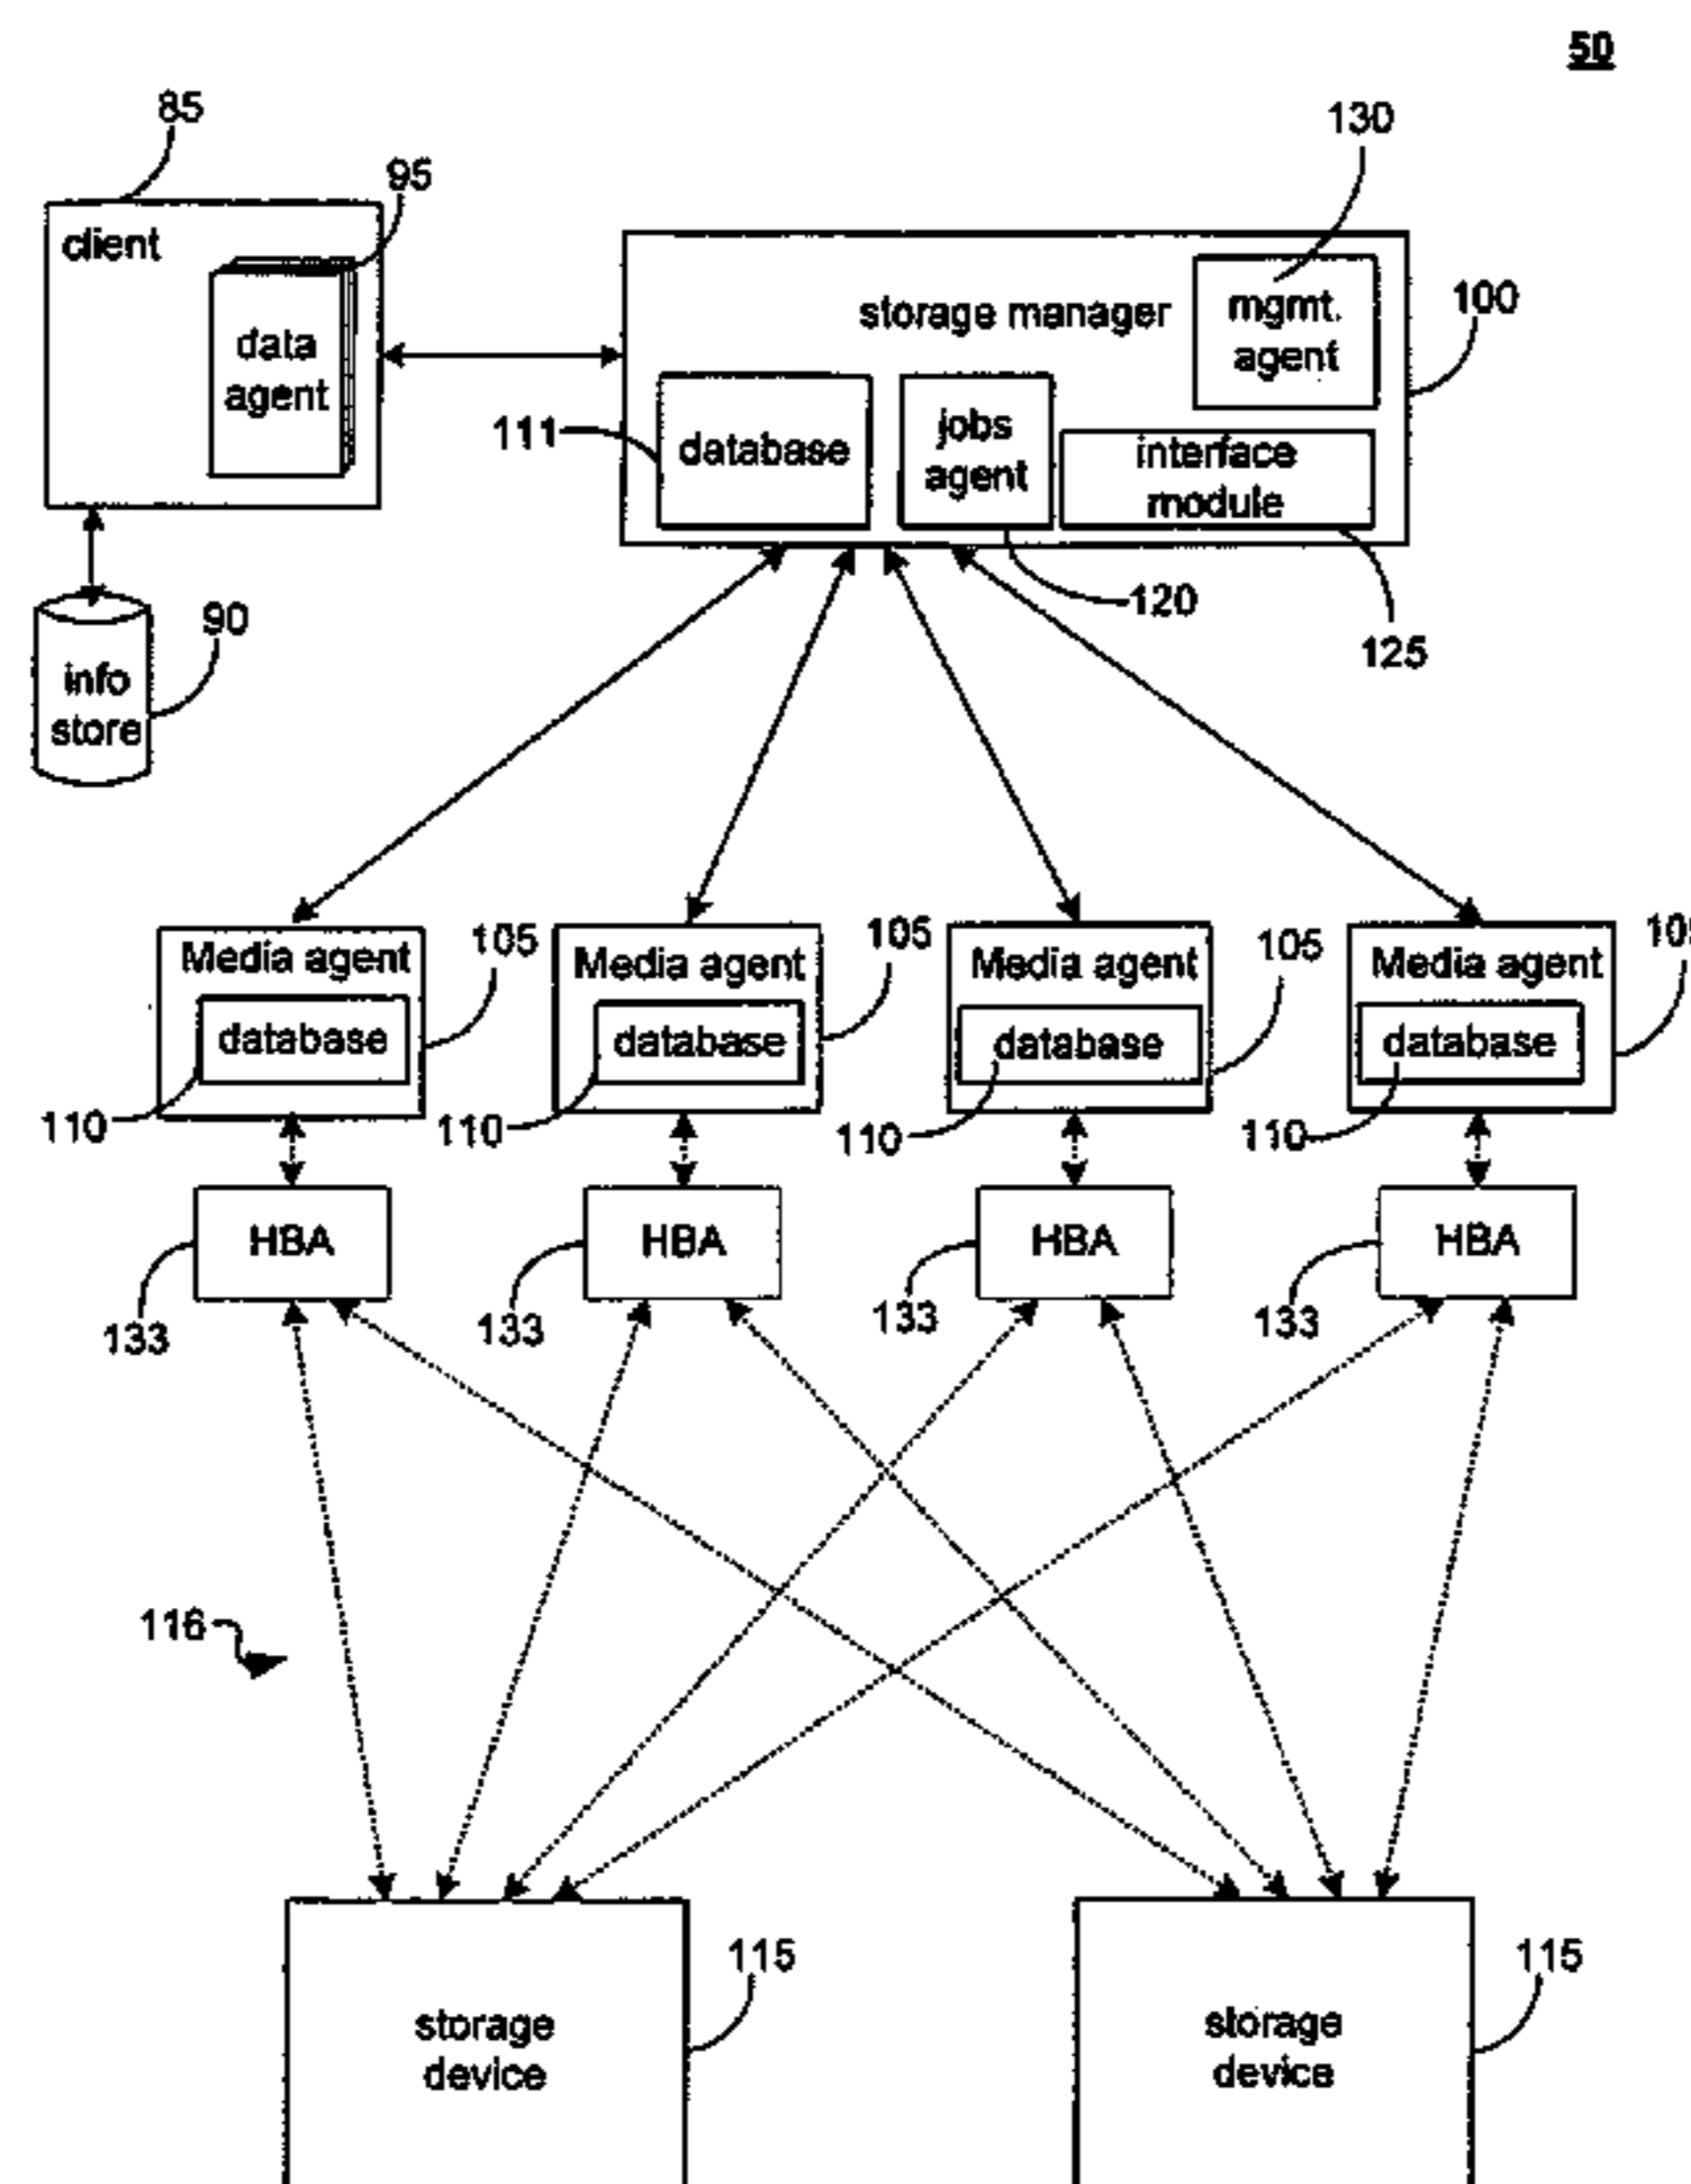 50
85
130
95
client
storage manager
mgmt.
agent
100
data
agent
111
database
jobs
agent
interface
module
120
125
90
info
store
Media agent
105
Media agent
105
Media agent
105
Media agent
database
database
database
database
110
110
110
110
HBA
HBA
HBA
HBA
133
133
133
133
116
115
115
storage
device
storage
device